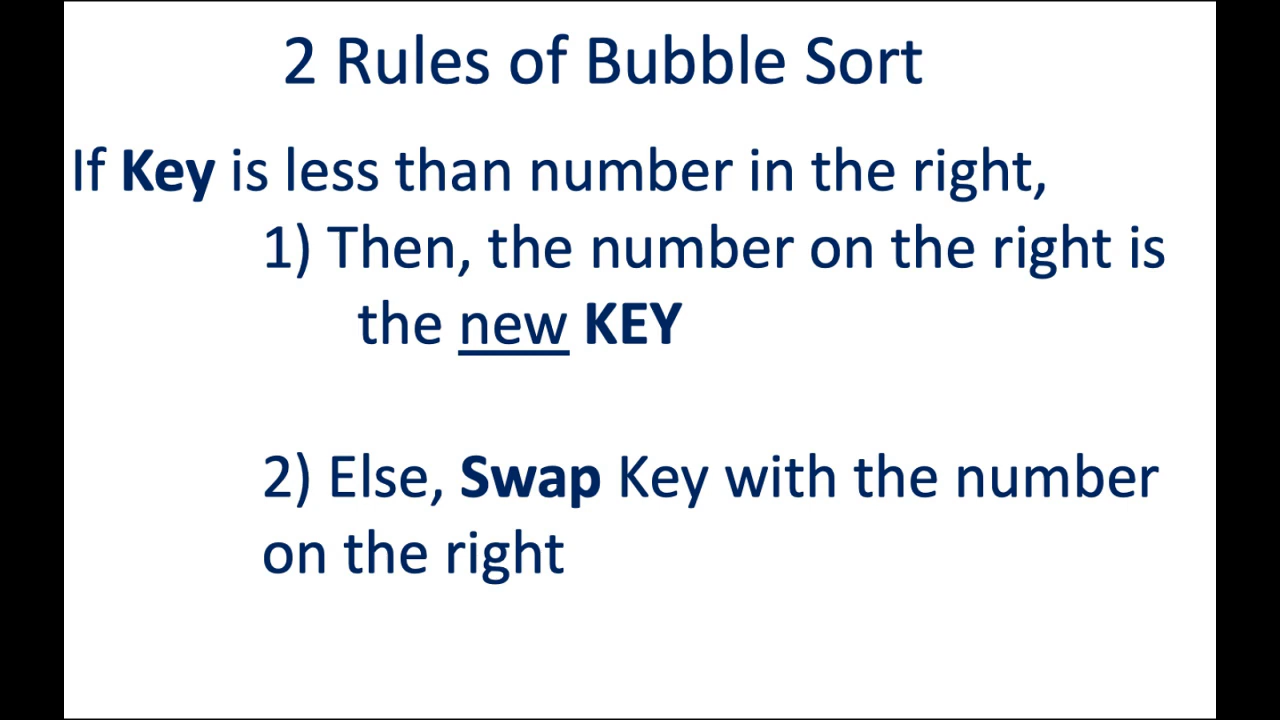 2 Rules of Bubble Sort
If Key is less than number in the right,
1) Then, the number on the right is
the new KEY
2) Else, Swap Key with the number
on the right